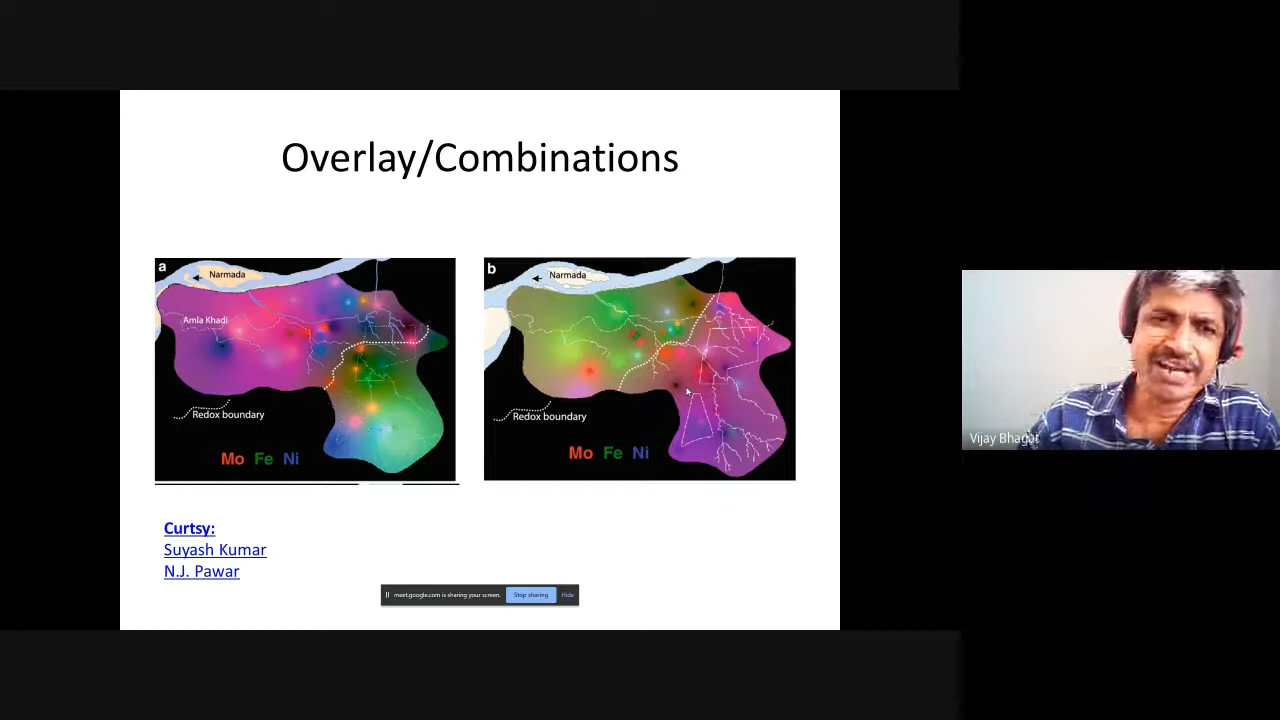 Overlay/Combinations
a
Narmada
Amla Khadi
Redox boundary
Mo Fe Ni
b
Narmada
Redox boundary
Mo Fe Ni
Curtsy:
Suyash Kumar
N.J. Pawar
meet.google.com is sharing your screen.
Stop sharing
Hide
Vijay Bhagat